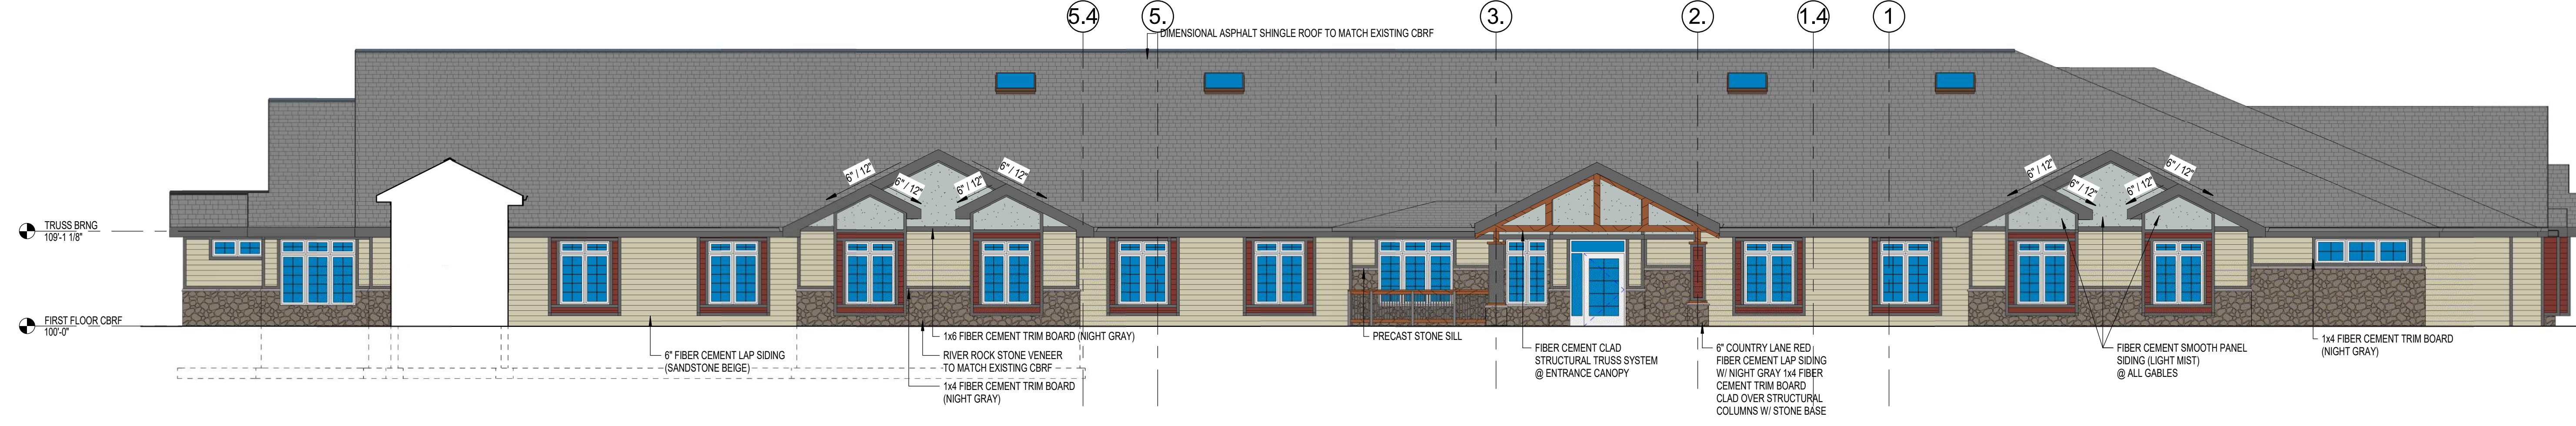 5.4
5.
3.
2.
1.4
1
DIMENSIONAL ASPHALT SHINGLE ROOF TO MATCH EXISTING CBRF
6" / 12"
6" / 12"
6" / 12"
6" / 12"
6" / 12"
6" / 12"
6" / 12"
6" / 12"
TRUSS BRNG
109'-1 1/8"
FIRST FLOOR CBRF
100'-0"
6" FIBER CEMENT LAP SIDING
(SANDSTONE BEIGE)
1x6 FIBER CEMENT TRIM BOARD (NIGHT GRAY)
RIVER ROCK STONE VENEER
TO MATCH EXISTING CBRF
1x4 FIBER CEMENT TRIM BOARD
(NIGHT GRAY)
PRECAST STONE SILL
FIBER CEMENT CLAD
STRUCTURAL TRUSS SYSTEM
@ ENTRANCE CANOPY
6" COUNTRY LANE RED
FIBER CEMENT LAP SIDING
W/ NIGHT GRAY 1x4 FIBER
CEMENT TRIM BOARD
CLAD OVER STRUCTURAL
COLUMNS W/ STONE BASE
FIBER CEMENT SMOOTH PANEL
SIDING (LIGHT MIST)
@ ALL GABLES
1x4 FIBER CEMENT TRIM BOARD
(NIGHT GRAY)